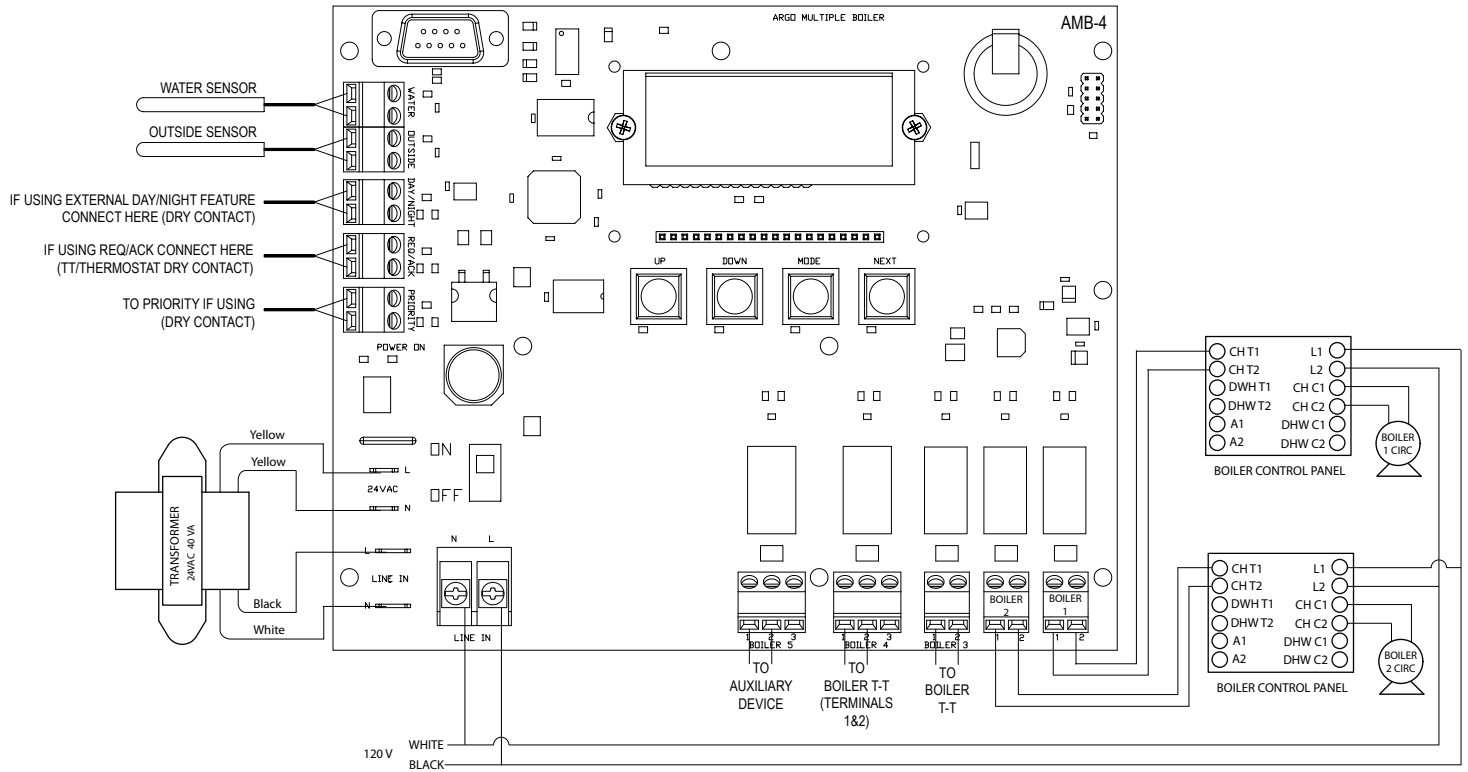 ARGO MULTIPLE BOILER
AMB-4
WATER SENSOR
WATER
OUTSIDE SENSOR
OUTSIDE
IF USING EXTERNAL DAY/NIGHT FEATURE
CONNECT HERE (DRY CONTACT)
DAY/NIGHT
IF USING REQ/ACK CONNECT HERE
(TT/THERMOSTAT DRY CONTACT)
REQ/ACK
TO PRIORITY IF USING
(DRY CONTACT)
PRIORITY
UP
DOWN
MODE
NEXT
POWER ON
CH T1
CH T2
DWH T1
DHW T2
A1
A2
L1
L2
CH C1
CH C2
DHW C1
DHW C2
BOILER
1 CIRC
BOILER CONTROL PANEL
Yellow
Yellow
L
24VAC
N
ON
OFF
TRANSFORMER
24VAC 40 VA
L
LINE IN
N
Black
White
N
L
LINE IN
1
2
3
BOILER 5
TO
AUXILIARY
DEVICE
1
2
3
BOILER 4
TO
BOILER T-T
(TERMINALS
1&2)
1
2
BOILER 3
TO
BOILER
T-T
BOILER
2
1
2
BOILER
1
1
2
CH T1
CH T2
DWH T1
DHW T2
A1
A2
L1
L2
CH C1
CH C2
DHW C1
DHW C2
BOILER
2 CIRC
BOILER CONTROL PANEL
120 V
WHITE
BLACK